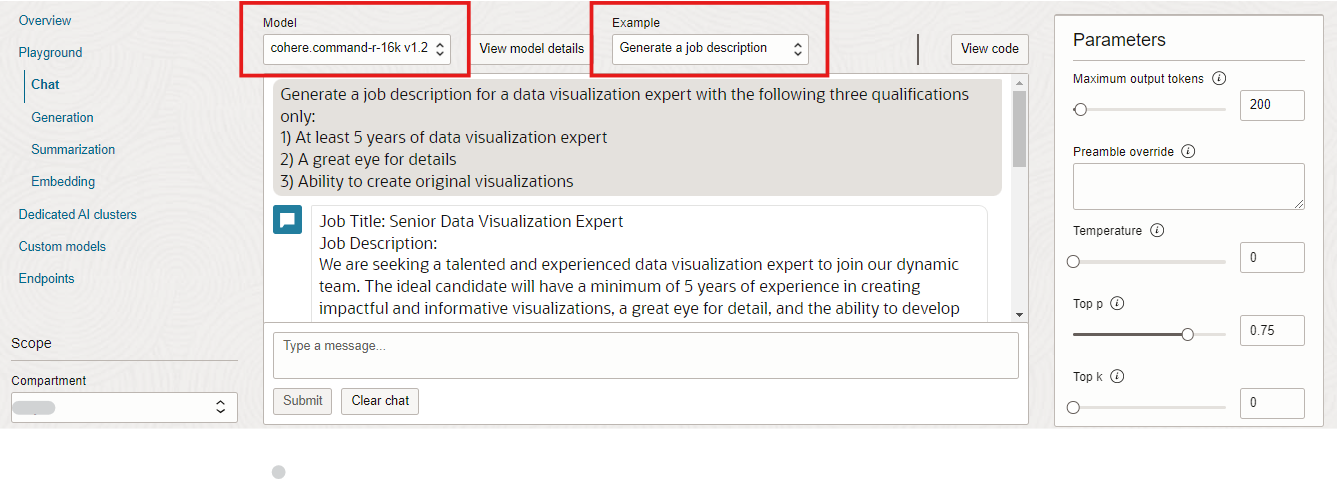 Overview
Playground
Chat
Generation
Summarization
Embedding
Dedicated AI clusters
Custom models
Endpoints
Scope
Compartment
Model
cohere.command-r-16k v1.2
View model details
Example
Generate a job description
View code
Generate a job description for a data visualization expert with the following three qualifications
only:
1) At least 5 years of data visualization expert
2) A great eye for details
3) Ability to create original visualizations
Job Title: Senior Data Visualization Expert
Job Description:
We are seeking a talented and experienced data visualization expert to join our dynamic
team. The ideal candidate will have a minimum of 5 years of experience in creating
impactful and informative visualizations, a great eye for detail, and the ability to develop
Type a message...
Submit
Clear chat
Parameters
Maximum output tokens
200
Preamble override
Temperature
0
Top p
0.75
Top k
0